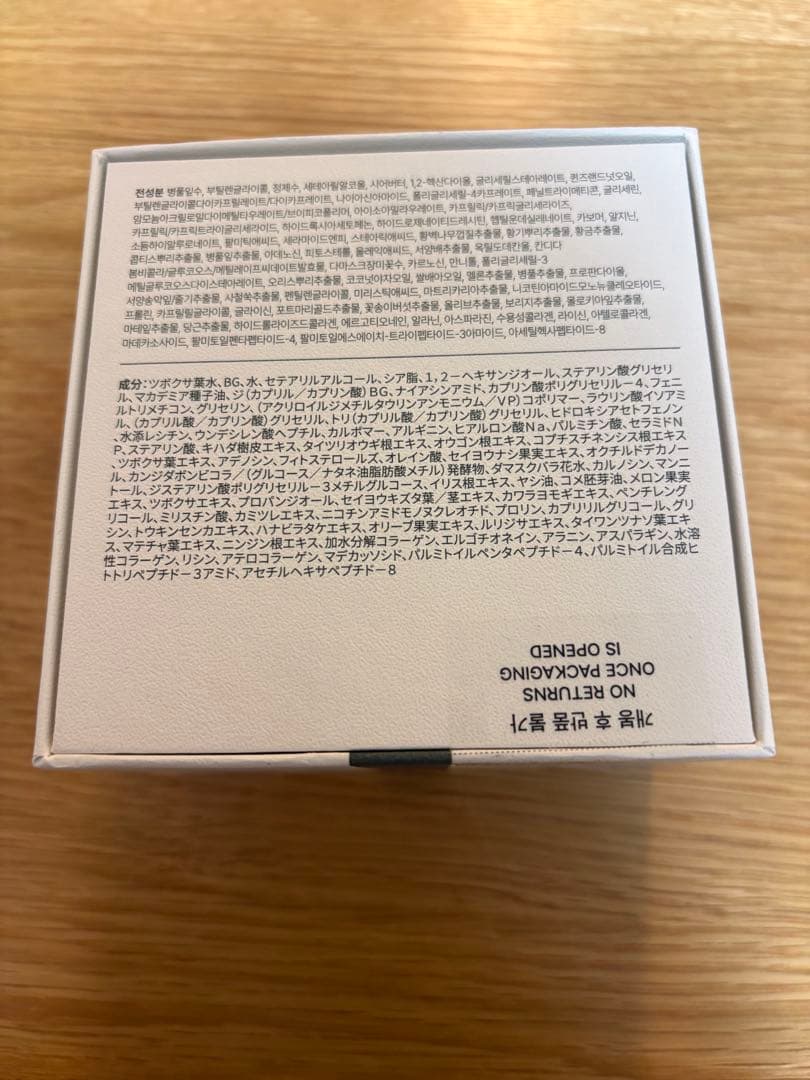 전성분 병풀잎수, 부틸렌글라이콜, 정제수, 세테아릴알코올, 시어버터, 1,2-헥산다이올, 글리세릴스테아레이트, 퀸즈랜드넛오일,
부틸렌글라이콜다이카프릴레이트/다이카프레이트, 나이아신아마이드, 폴리글리세릴-4카프레이트, 페닐트라이메티콘, 글리세린,
암모늄아크릴로일다이메틸타우레이트/브이피코폴리머, 아이소아밀라우레이트, 카프릴릭/카프릭글리세라이즈,
카프릴릭/카프릭트라이글리세라이드, 하이드록시아세토페논, 하이드로제네이티드레시틴, 헵틸운데실레네이트, 카보머, 알지닌,
소듐하이알루로네이트, 팔미틱애씨드, 세라마이드엔피, 스테아릭애씨드, 황벽나무껍질추출물, 황기뿌리추출물, 황금추출물,
콥티스뿌리추출물, 병풀잎추출물, 아데노신, 피토스테롤, 올레익애씨드, 서양배추출물, 옥틸도데칸올, 칸디다
봄비콜라/글루코오스/메틸레이프씨데이트발효물, 다마스크장미꽃수, 카르노신, 만니톨, 폴리글리세릴-3
메틸글루코오스다이스테아레이트, 오리스뿌리추출물, 코코넛야자오일, 쌀배아오일, 멜론추출물, 병풀추출물, 프로판다이올,
서양송악잎/줄기추출물, 사철쑥추출물, 펜틸렌글라이콜, 미리스틱애씨드, 마트리카리아추출물, 니코틴아마이드모노뉴클레오타이드,
프롤린, 카프릴릴글라이콜, 글라이신, 포트마리골드추출물, 꽃송이버섯추출물, 올리브추출물, 보리지추출물, 올로키아잎추출물,
마테잎추출물, 당근추출물, 하이드롤라이즈드콜라겐, 에르고티오네인, 알라닌, 아스파라진, 수용성콜라겐, 라이신, 아텔로콜라겐,
마데카소사이드, 팔미토일펜타펩타이드-4, 팔미토일에스에이치-트라이펩타이드-3아마이드, 아세틸헥사펩타이드-8
成分：ツボクサ葉水、BG、水、セテアリルアルコール、シア脂、１，２－ヘキサンジオール、ステアリン酸グリセリ
ル、マカデミア種子油、ジ（カプリル／カプリン酸）ＢＧ、ナイアシンアミド、カプリン酸ポリグリセリルー４、フェニ
ルトリメチコン、グリセリン、（アクリロイルジメチルタウリンアンモニウム／ＶＰ）コポリマー、ラウリン酸イソアミ
ル、（カプリル酸／カプリン酸）グリセリル、トリ（カプリル酸／カプリン酸）グリセリル、ヒドロキシアセトフェノン
、水添レシチン、ウンデシレン酸ヘプチル、カルボマー、アルギニン、ヒアルロン酸Ｎａ、パルミチン酸、セラミドＮ
Ｐ、ステアリン酸、キハダ樹皮エキス、タイツリオウギ根エキス、オウゴン根エキス、コプチスチネンシス根エキス
、ツボクサ葉エキス、アデノシン、フィトステロールズ、オレイン酸、セイヨウナシ果実エキス、オクチルドデカノー
ル、カンジダボンビコラ／（グルコース／ナタネ油脂肪酸メチル）発酵物、ダマスクバラ花水、カルノシン、マンニ
トール、ジステアリン酸ポリグリセリルー３メチルグルコース、イリス根エキス、ヤシ油、コメ胚芽油、メロン果実
エキス、ツボクサエキス、プロパンジオール、セイヨウキズタ葉／茎エキス、カワラヨモギエキス、ペンチレング
リコール、ミリスチン酸、カミツレエキス、ニコチンアミドモノヌクレオチド、プロリン、カプリリルグリコール、グリ
シン、トウキンセンカエキス、ハナビラタケエキス、オリーブ果実エキス、ルリジサエキス、タイワンツナソ葉エキ
ス、マテチャ葉エキス、ニンジン根エキス、加水分解コラーゲン、エルゴチオネイン、アラニン、アスパラギン、水溶
性コラーゲン、リシン、アテロコラーゲン、マデカッソシド、パルミトイルペンタペプチドー４、パルミトイル合成ヒ
トトリペプチドー３アミド、アセチルヘキサペプチドー８
개봉 후 반품 불가
NO RETURNS
ONCE PACKAGING
IS OPENED